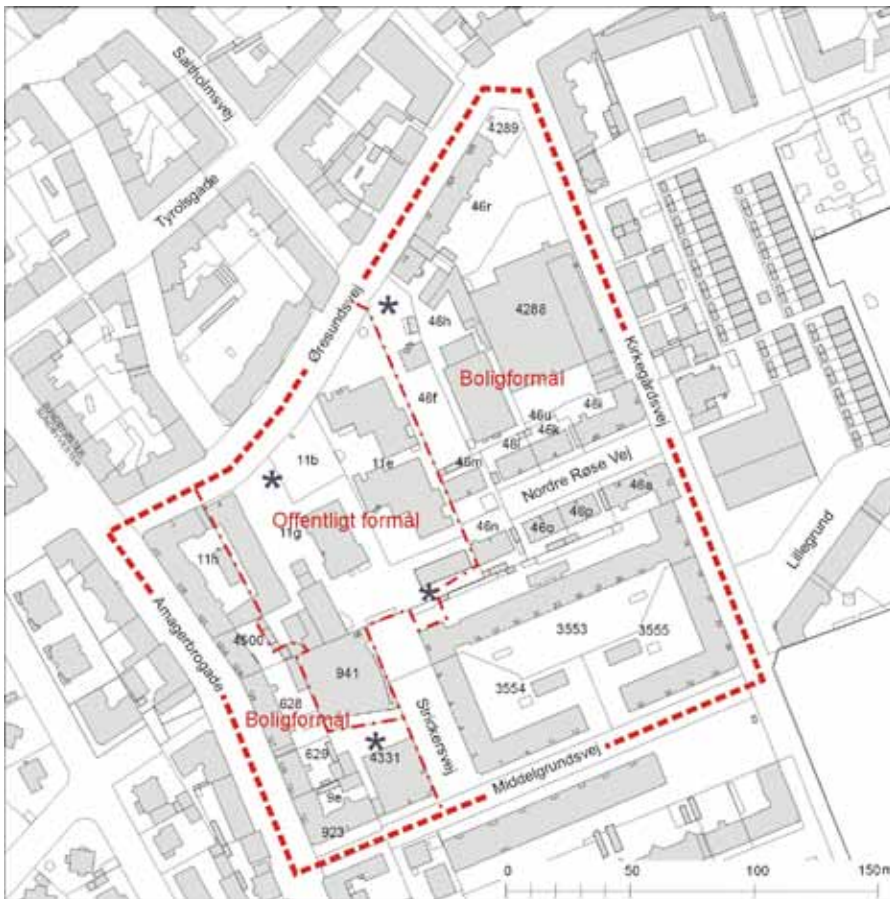 Saltholmsvej
Tyrolsgade
Øresundsvej
4289
46r
4288
46h
Boligformål
46f
Kirkegårdsvej
46u
46i
46k
46l
46m
11b
11e
Nordre Røse Vej
Offentligt formål
46a
46p
46o
46n
11g
11h
Lillegrund
Amagerbrogade
4500
941
3553
3555
3554
628
Boligformål
Strickersvej
629
4331
Middelgrundsvej
9e
923
0
50
100
150m